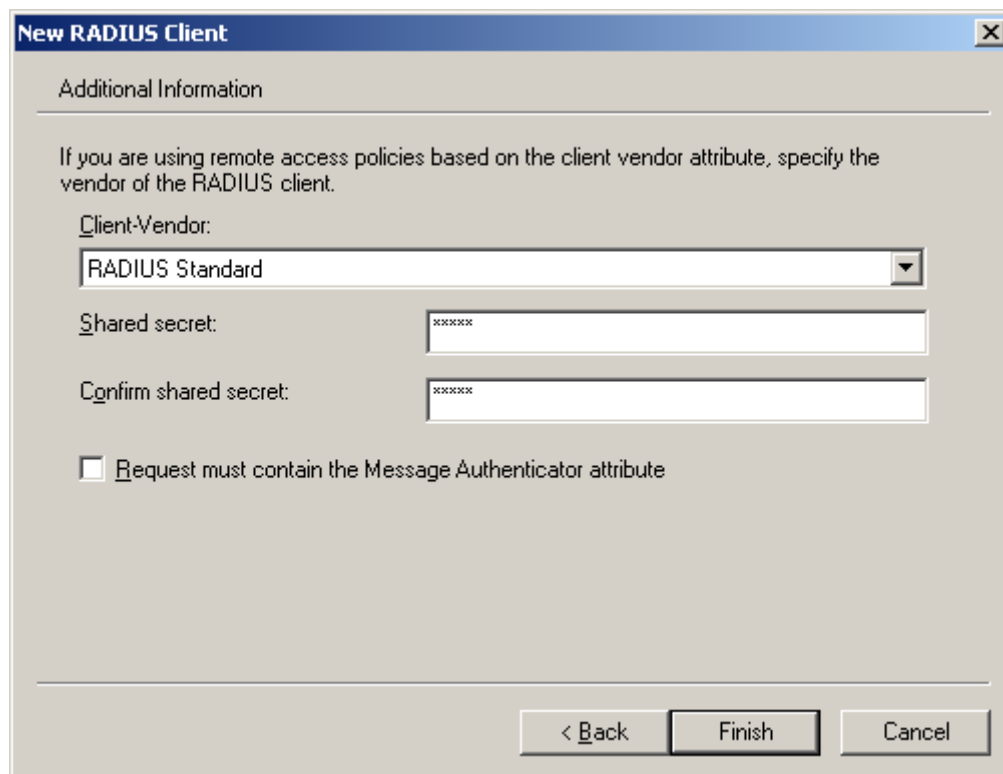 New RADIUS Client
Additional Information
If you are using remote access policies based on the client vendor attribute, specify the
vendor of the RADIUS client.
Client-Vendor:
RADIUS Standard
Shared secret: *****
Confirm shared secret: *****
Request must contain the Message Authenticator attribute
< Back Finish Cancel